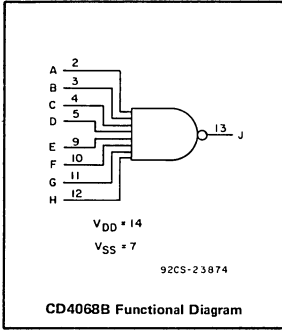 A 2
B 3
C 4
D 5
E 9
F 10
G 11
H 12
13 J
VDD = 14
VSS = 7
92CS-23874
CD4068B Functional Diagram